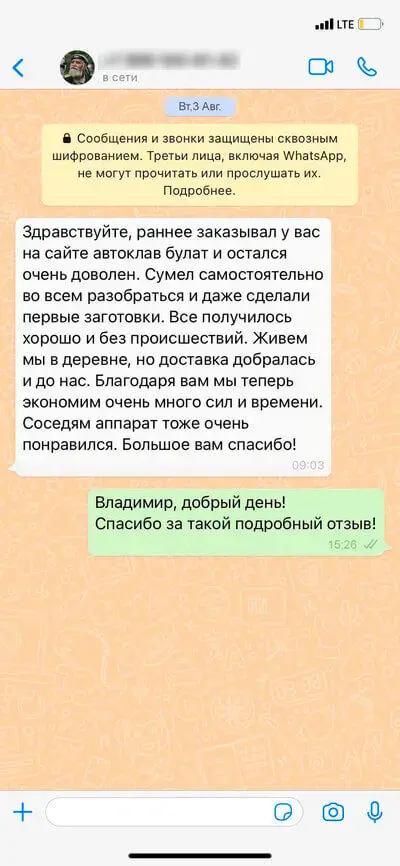 LTE
в сети
Вт,3 Авг.
Сообщения и звонки защищены сквозным
шифрованием. Третьи лица, включая WhatsApp,
не могут прочитать или прослушать их.
Подробнее.
Здравствуйте, раннее заказывал у вас
на сайте автоклав булат и остался
очень доволен. Сумел самостоятельно
во всем разобраться и даже сделали
первые заготовки. Все получилось
хорошо и без происшествий. Живем
мы в деревне, но доставка добралась
и до нас. Благодаря вам мы теперь
экономим очень много сил и времени.
Соседям аппарат тоже очень
понравился. Большое вам спасибо!
09:03
Владимир, добрый день!
Спасибо за такой подробный отзыв!
15:26